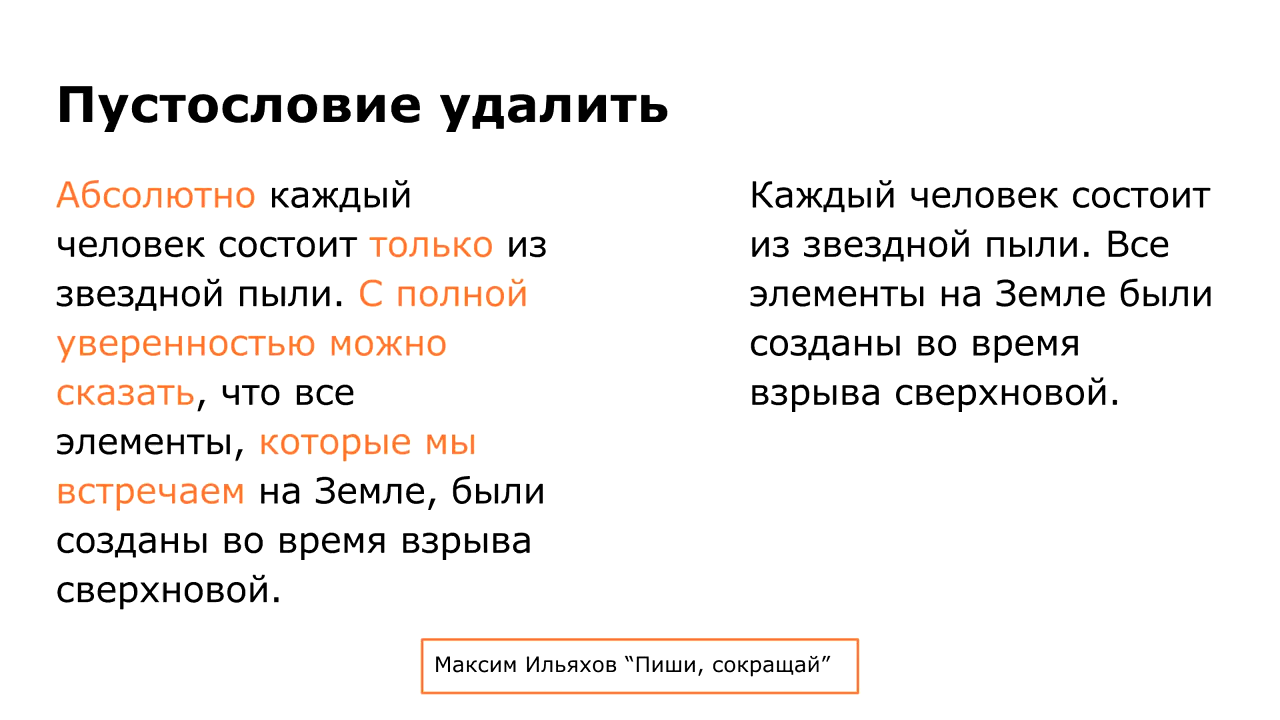 Пустословие удалить
Абсолютно каждый
человек состоит только из
звездной пыли. С полной
уверенностью можно
сказать, что все
элементы, которые мы
встречаем на Земле, были
созданы во время взрыва
сверхновой.
Каждый человек состоит
из звездной пыли. Все
элементы на Земле были
созданы во время
взрыва сверхновой.
Максим Ильяхов “Пиши, сокращай”